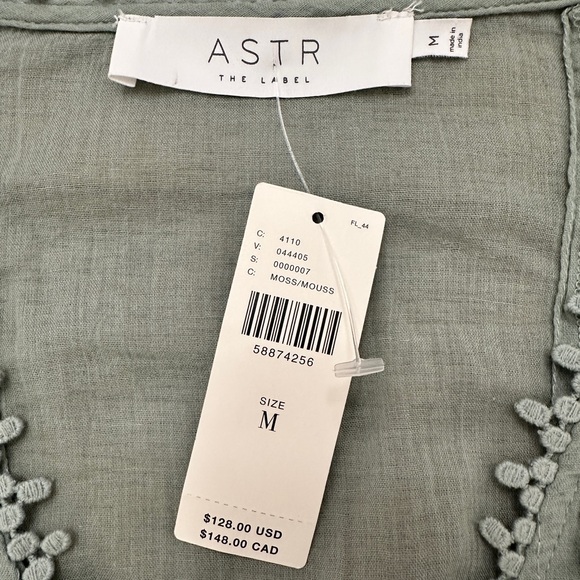 ASTR
THE LABEL
M
made in
india
FL_44
C: 4110
V: 044405
S: 0000007
C: MOSS/MOUSS
58874256
SIZE
M
$128.00 USD
$148.00 CAD